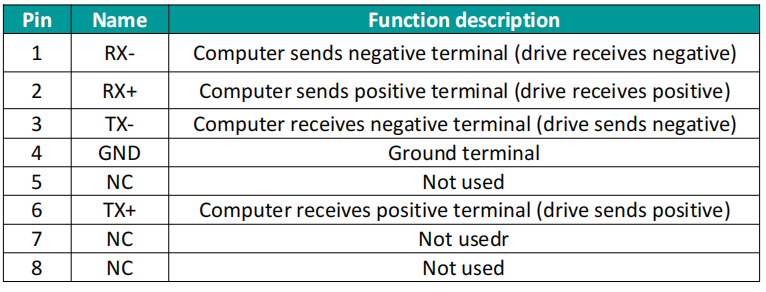 Pin Name Function description
1 RX- Computer sends negative terminal (drive receives negative)
2 RX+ Computer sends positive terminal (drive receives positive)
3 TX- Computer receives negative terminal (drive sends negative)
4 GND Ground terminal
5 NC Not used
6 TX+ Computer receives positive terminal (drive sends positive)
7 NC Not usedr
8 NC Not used